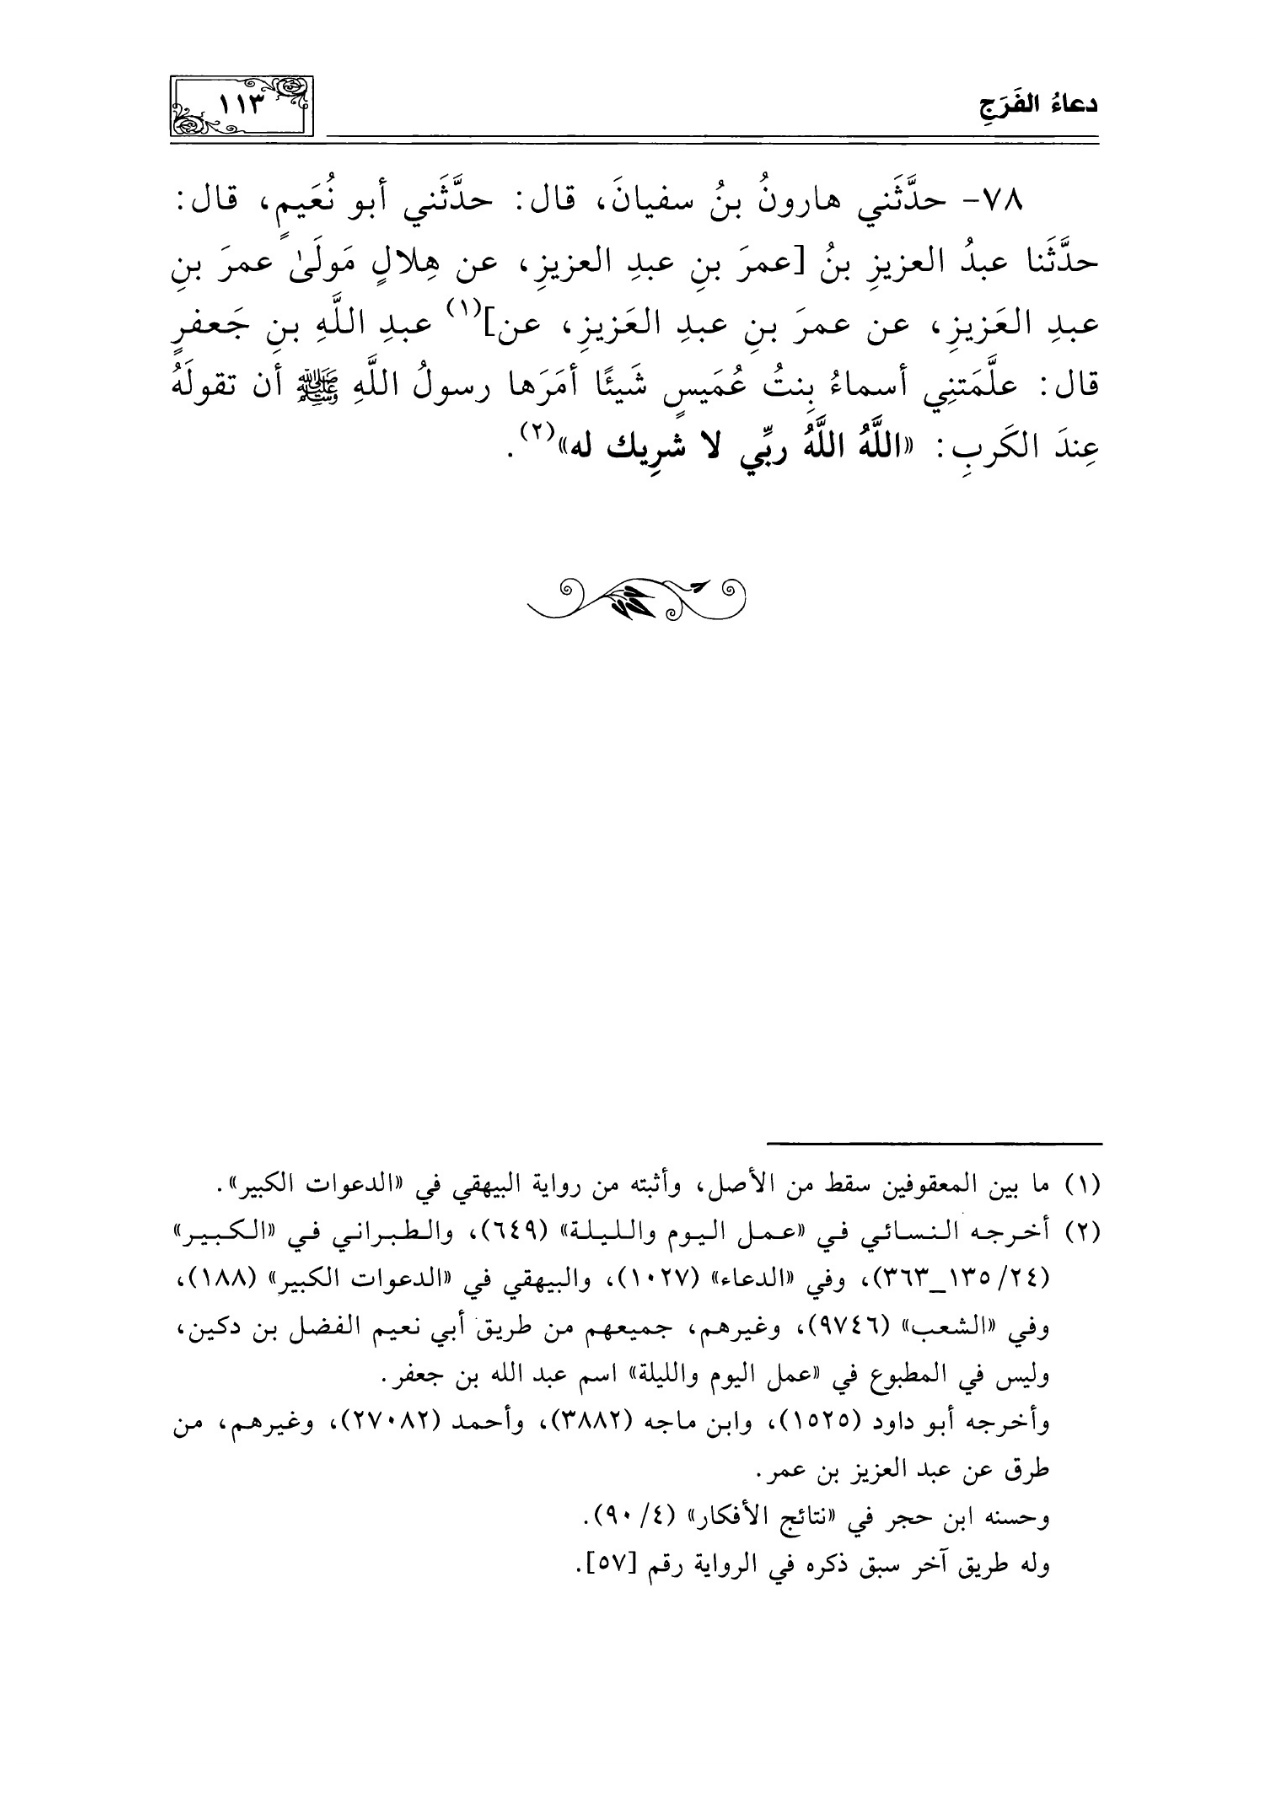 دعاءُ الفَرَجِ
١١٣
٧٨- حدَّثَني هارونُ بنُ سفيانَ، قال: حدَّثَني أبو نُعَيمٍ، قال:
حدَّثَنا عبدُ العزيزِ بنُ [عمرَ بنِ عبدِ العزيزِ، عن هِلالٍ مَولَىٰ عمرَ بنِ
عبدِ العَزيزِ، عن عمرَ بنِ عبدِ العَزيزِ، عن](١) عبدِ اللَّهِ بنِ جَعفرٍ
قال: علَّمَتنِي أسماءُ بِنتُ عُمَيسٍ شَيئًا أمَرَها رسولُ اللَّهِ ﷺ أن تقولَهُ
عِندَ الكَربِ: «اللَّهُ اللَّهُ ربِّي لا شرِيك له»(٢).
(١) ما بين المعقوفين سقط من الأصل، وأثبته من رواية البيهقي في «الدعوات الكبير».
(٢) أخرجه النسائي في «عمل اليوم والليلة» (٦٤٩)، والطبراني في «الكبير»
(٢٤/ ١٣٥_٣٦٣)، وفي «الدعاء» (١٠٢٧)، والبيهقي في «الدعوات الكبير» (١٨٨)،
وفي «الشعب» (٩٧٤٦)، وغيرهم، جميعهم من طريق أبي نعيم الفضل بن دكين،
وليس في المطبوع في «عمل اليوم والليلة» اسم عبد الله بن جعفر.
وأخرجه أبو داود (١٥٢٥)، وابن ماجه (٣٨٨٢)، وأحمد (٢٧٠٨٢)، وغيرهم، من
طرق عن عبد العزيز بن عمر.
وحسنه ابن حجر في «نتائج الأفكار» (٤/ ٩٠).
وله طريق آخر سبق ذكره في الرواية رقم [٥٧].